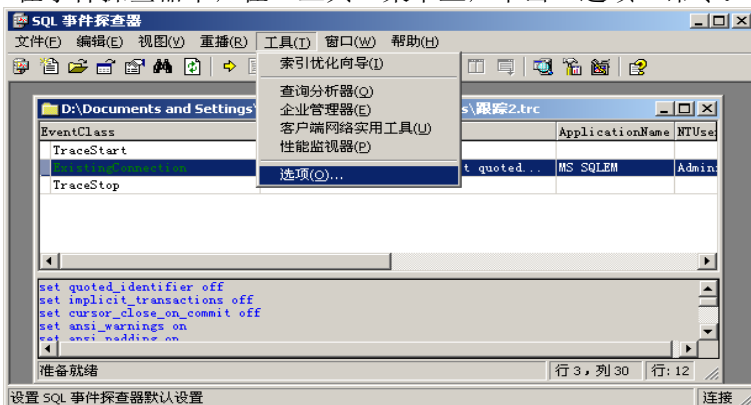 SQL 事件探查器
文件(F) 编辑(E) 视图(V) 重播(R) 工具(T) 窗口(W) 帮助(H)
索引优化向导(I)
查询分析器(Q)
企业管理器(E)
客户端网络实用工具(U)
性能监视器(P)
选项(O)...
D:\Documents and Settings\ s\跟踪2.trc
EventClass ApplicationName NTUse
TraceStart
ExistingConnection t quoted... MS SQLEM Admin
TraceStop
set quoted_identifier off
set implicit_transactions off
set cursor_close_on_commit off
set ansi_warnings on
set ansi_padding on
准备就绪 行 3，列 30 行: 12
设置 SQL 事件探查器默认设置 连接